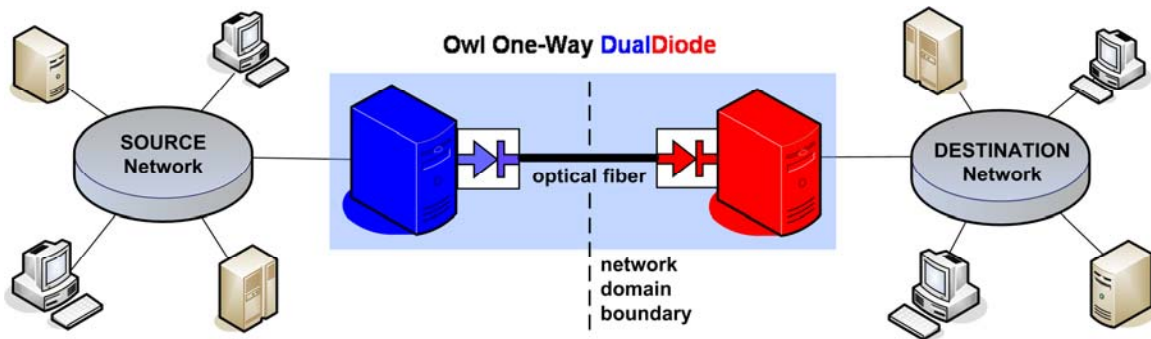 Owl One-Way DualDiode
SOURCE
Network
optical fiber
DESTINATION
Network
network
domain
boundary